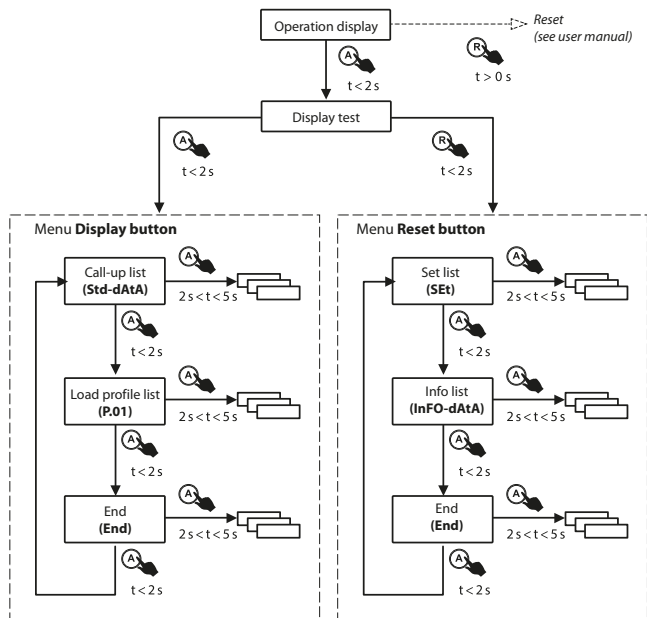 Operation display
Reset
(see user manual)
A
t < 2 s
R
t > 0 s
Display test
A
t < 2 s
R
t < 2 s
Menu Display button
Call-up list
(Std-dAtA)
A
2 s < t < 5 s
A
t < 2 s
Load profile list
(P.01)
A
2 s < t < 5 s
A
t < 2 s
End
(End)
A
2 s < t < 5 s
A
t < 2 s
Menu Reset button
Set list
(SEt)
A
2 s < t < 5 s
A
t < 2 s
Info list
(InFO-dAtA)
A
2 s < t < 5 s
A
t < 2 s
End
(End)
A
2 s < t < 5 s
A
t < 2 s